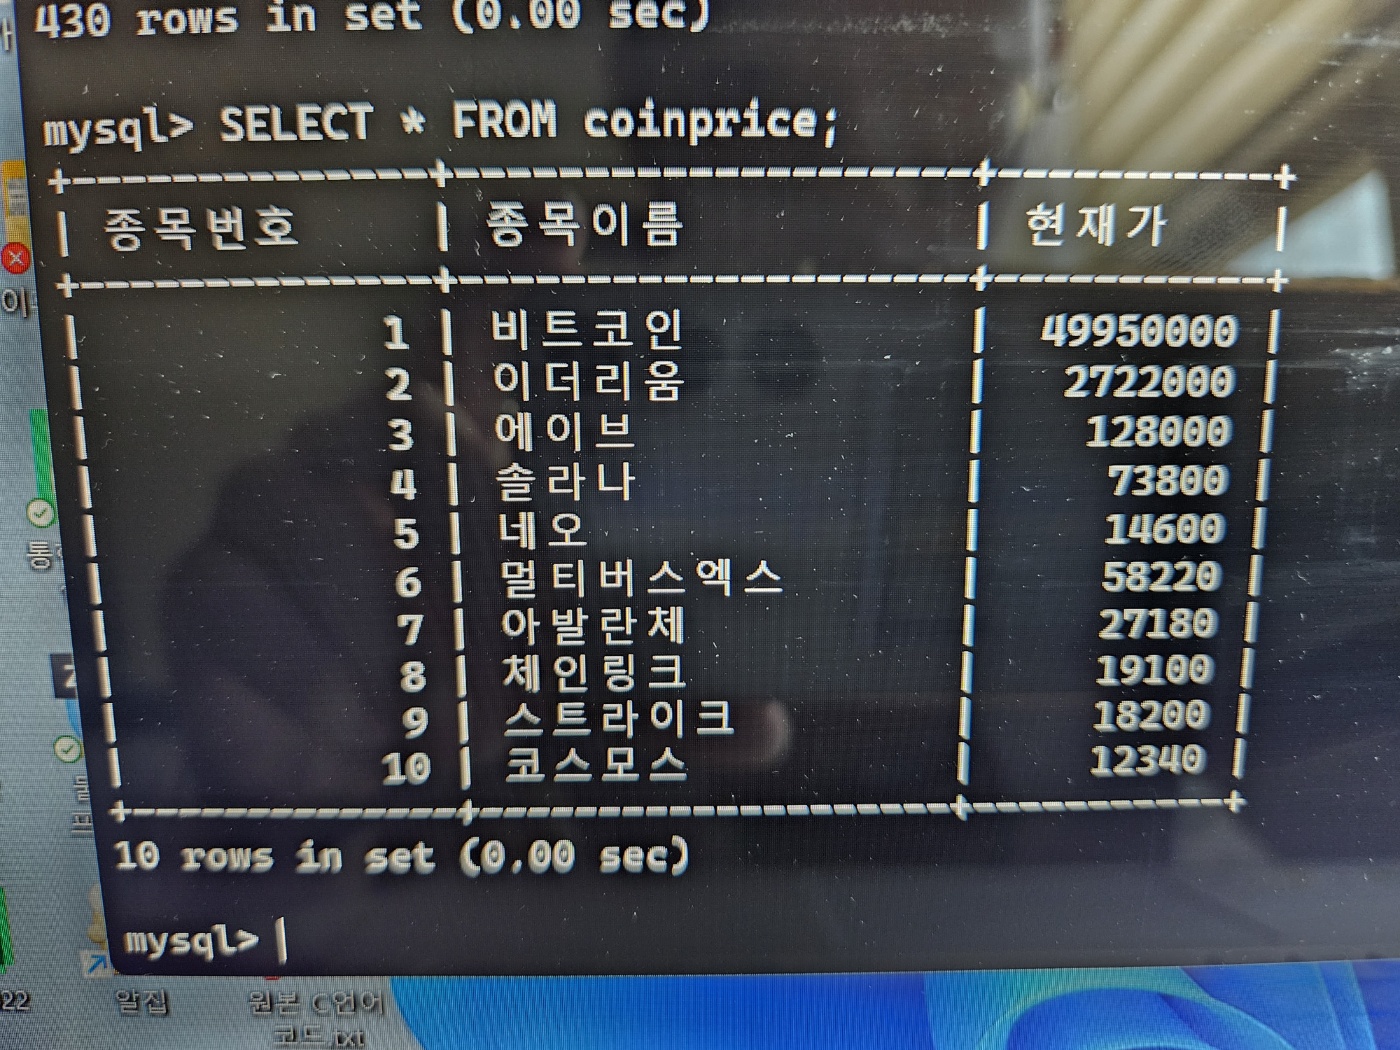 430 rows in set (0.00 sec)
mysql> SELECT * FROM coinprice;
+---------------+---------------------+-----------+
| 종목번호 | 종목이름 | 현재가 |
+---------------+---------------------+-----------+
| 1 | 비트코인 | 49950000 |
| 2 | 이더리움 | 2722000 |
| 3 | 에이브 | 128000 |
| 4 | 솔라나 | 73800 |
| 5 | 네오 | 14600 |
| 6 | 멀티버스엑스 | 58220 |
| 7 | 아발란체 | 27180 |
| 8 | 체인링크 | 19100 |
| 9 | 스트라이크 | 18200 |
| 10 | 코스모스 | 12340 |
+---------------+---------------------+-----------+
10 rows in set (0.00 sec)
mysql>
22
알집
원본 C언어
코드.txt